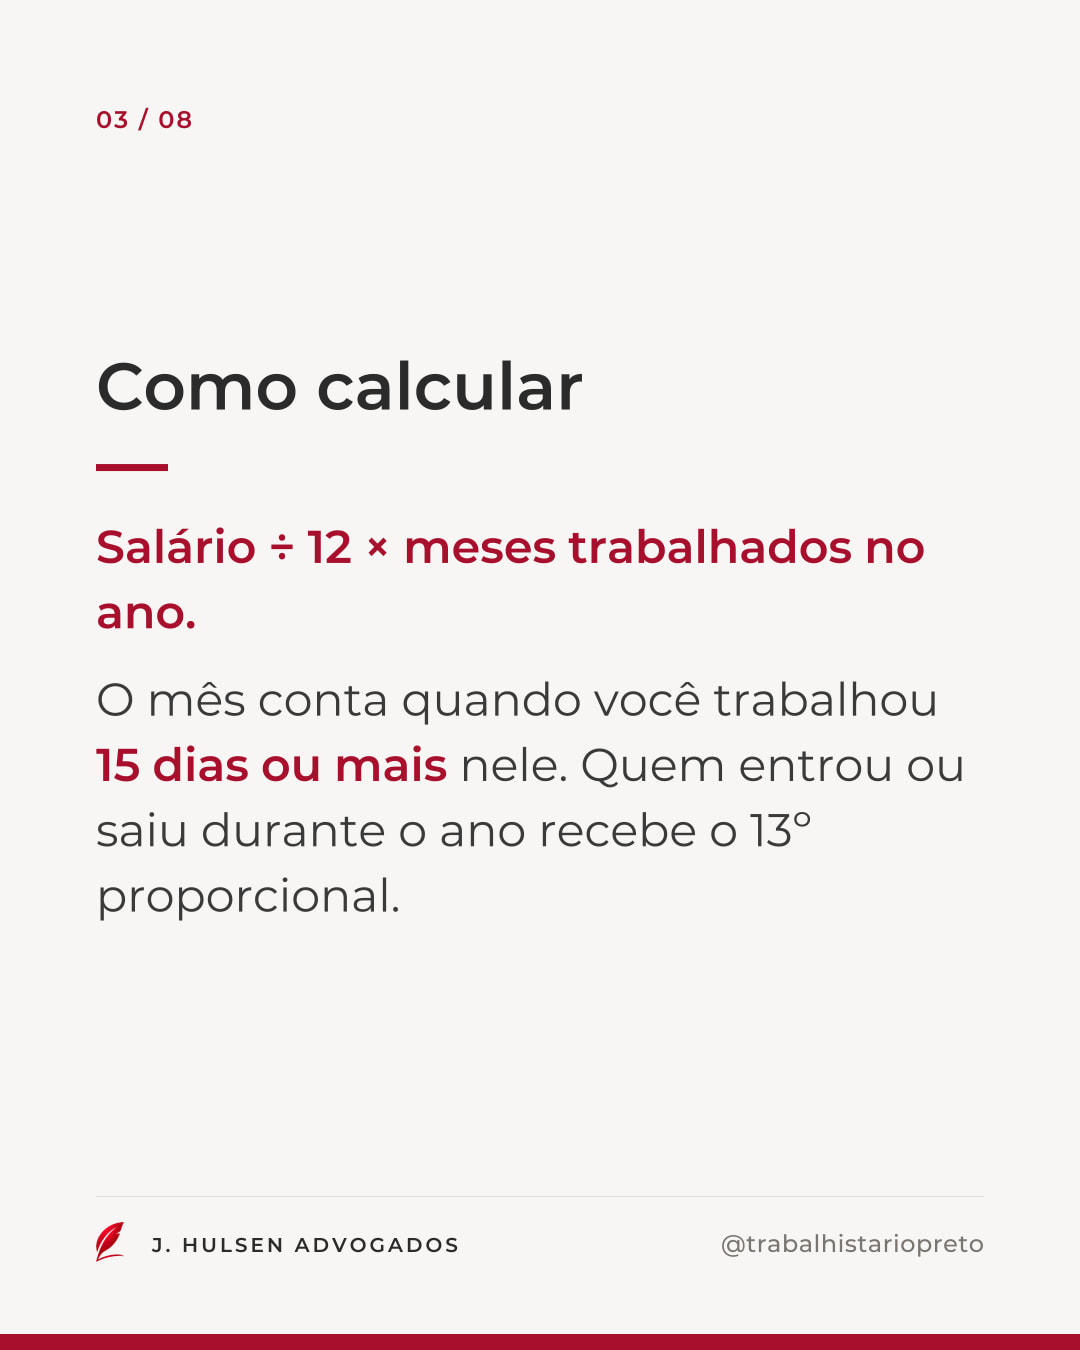 03 / 08
Como calcular
Salário ÷ 12 × meses trabalhados no
ano.
O mês conta quando você trabalhou
15 dias ou mais nele. Quem entrou ou
saiu durante o ano recebe o 13º
proporcional.
J. HULSEN ADVOGADOS
@trabalhistariopreto